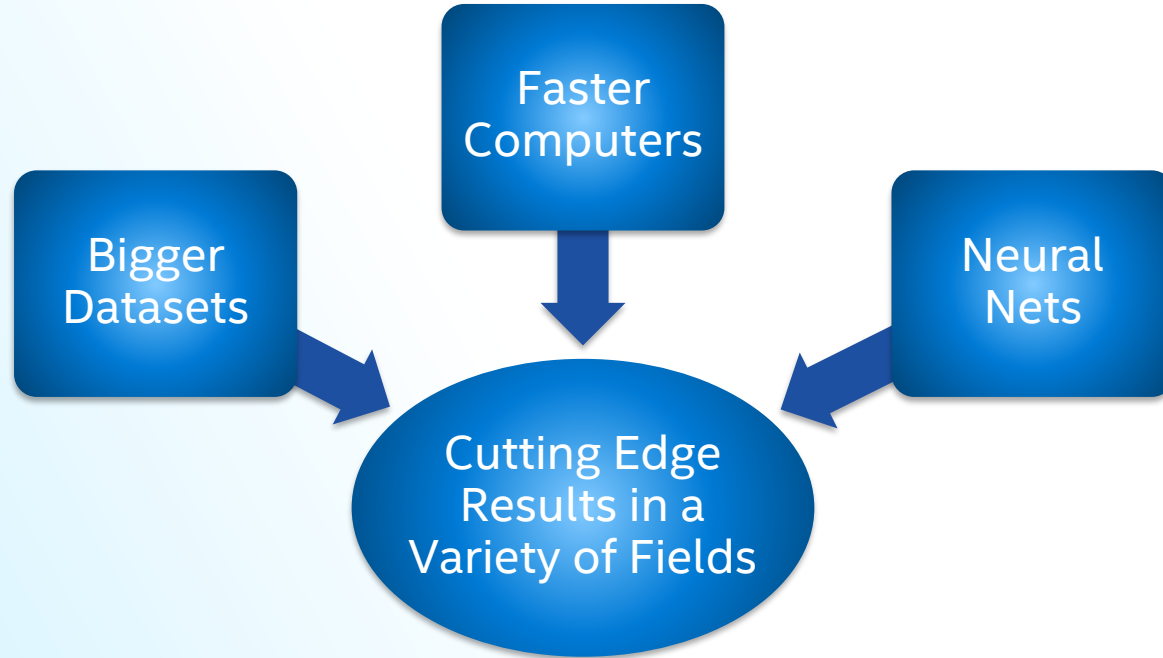 Faster
Computers
Bigger
Datasets
Neural
Nets
Cutting Edge
Results in a
Variety of Fields